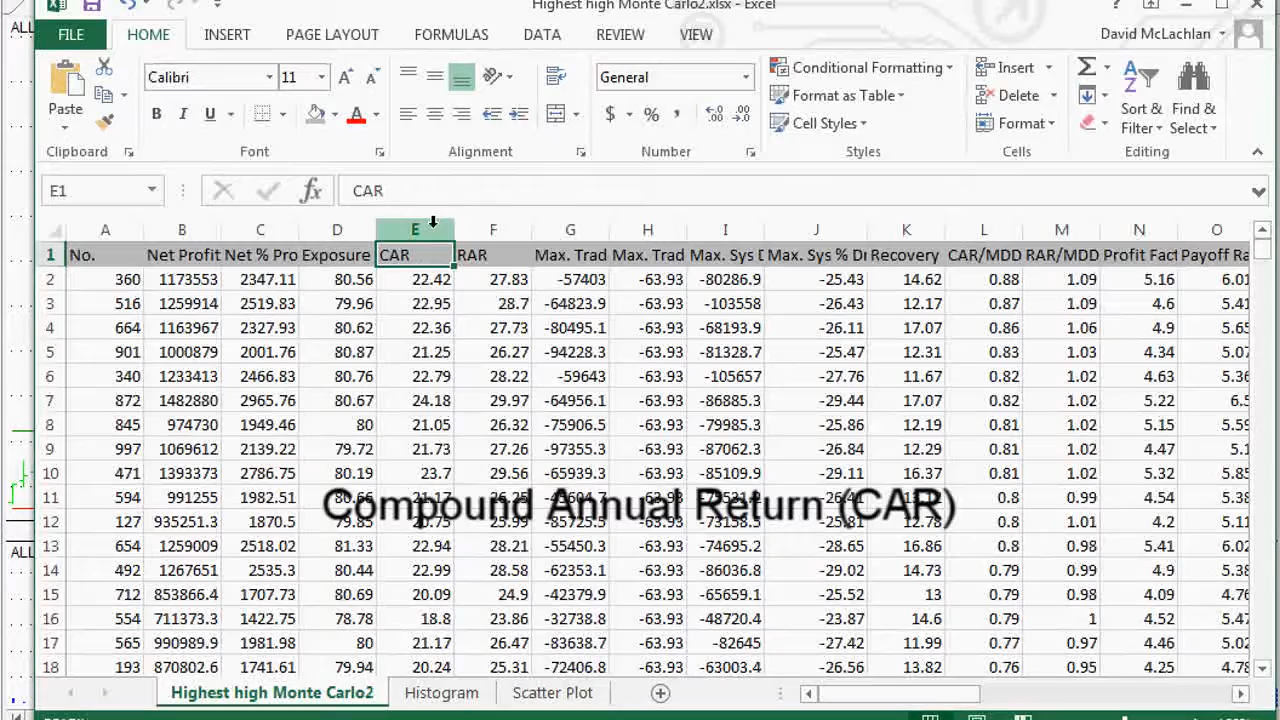 Highest high Monte Carlo2.xlsx - Excel
ALL
FILE HOME INSERT PAGE LAYOUT FORMULAS DATA REVIEW VIEW David McLachlan
Paste Calibri 11 General Conditional Formatting Insert
Format as Table Delete Sort & Find &
B I U $ % , Cell Styles Format Filter Select
Clipboard Font Alignment Number Styles Cells Editing
E1 fx CAR
A B C D E F G H I J K L M N O
1 No. Net Profit Net % Pro Exposure CAR RAR Max. Trad Max. Trad Max. Sys D Max. Sys % Dr Recovery CAR/MDD RAR/MDD Profit Fact Payoff Ra
2 360 1173553 2347.11 80.56 22.42 27.83 -57403 -63.93 -80286.9 -25.43 14.62 0.88 1.09 5.16 6.01
3 516 1259914 2519.83 79.96 22.95 28.7 -64823.9 -63.93 -103558 -26.43 12.17 0.87 1.09 4.6 5.41
4 664 1163967 2327.93 80.62 22.36 27.73 -80495.1 -63.93 -68193.9 -26.11 17.07 0.86 1.06 4.9 5.65
5 901 1000879 2001.76 80.87 21.25 26.27 -94228.3 -63.93 -81328.7 -25.47 12.31 0.84 1.03 4.34 5.07
6 340 1233413 2466.83 80.76 22.79 28.22 -59643 -63.93 -105657 -27.76 11.67 0.82 1.02 4.63 5.36
7 872 1482880 2965.76 80.67 24.18 29.97 -64956.1 -63.93 -86885.3 -29.44 17.07 0.82 1.02 5.22 6.5
8 845 974730 1949.46 80 21.05 26.32 -75906.5 -63.93 -79985.3 -25.86 12.19 0.81 1.02 5.15 5.59
9 997 1069612 2139.22 79.72 21.73 27.26 -97355.3 -63.93 -87062.3 -26.84 12.29 0.81 1.02 4.47 5.1
10 471 1393373 2786.75 80.19 23.7 29.56 -65939.3 -63.93 -85109.9 -29.11 16.37 0.81 1.02 5.32 5.85
11 594 991255 1982.51 80.66 21.17 26.25 -63.93 0.8 0.99 4.54 5.38
Compound Annual Return (CAR)
12 127 935251.3 1870.5 79.85 20.75 25.99 -85725.5 -63.93 -73158.5 -25.81 12.78 0.8 1.01 4.2 5.11
ALL
13 654 1259009 2518.02 81.33 22.94 28.21 -55450.3 -63.93 -74695.2 -28.65 16.86 0.8 0.98 5.41 6.02
14 492 1267651 2535.3 80.44 22.99 28.58 -62353.1 -63.93 -86036.8 -29.02 14.73 0.79 0.99 4.9 5.38
15 712 853866.4 1707.73 80.69 20.09 24.9 -42379.9 -63.93 -65659.1 -25.52 13 0.79 0.98 4.09 4.76
16 554 711373.3 1422.75 78.78 18.8 23.86 -32508.7 -63.93 -48720.4 -23.87 14.6 0.79 1 4.52 5.47
17 565 990989.9 1981.98 80 21.17 26.47 -83638.7 -63.93 -82645 -27.42 11.99 0.77 0.97 4.46 5.02
18 193 870802.6 1741.61 79.94 20.24 25.31 -72406.8 -63.93 -63003.4 -26.56 13.82 0.76 0.95 4.25 4.78
Highest high Monte Carlo2 Histogram Scatter Plot